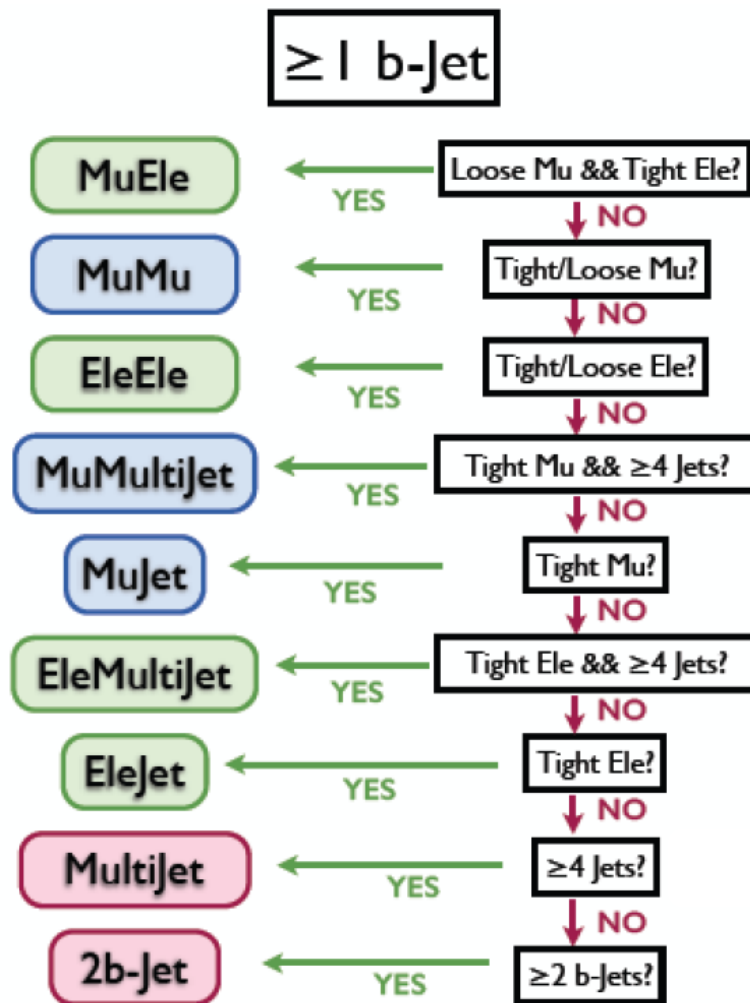 ≥1 b-Jet
MuEle
YES
Loose Mu && Tight Ele?
NO
MuMu
YES
Tight/Loose Mu?
NO
EleEle
YES
Tight/Loose Ele?
NO
MuMultiJet
YES
Tight Mu && ≥4 Jets?
NO
MuJet
YES
Tight Mu?
NO
EleMultiJet
YES
Tight Ele && ≥4 Jets?
NO
EleJet
YES
Tight Ele?
NO
MultiJet
YES
≥4 Jets?
NO
2b-Jet
YES
≥2 b-Jets?